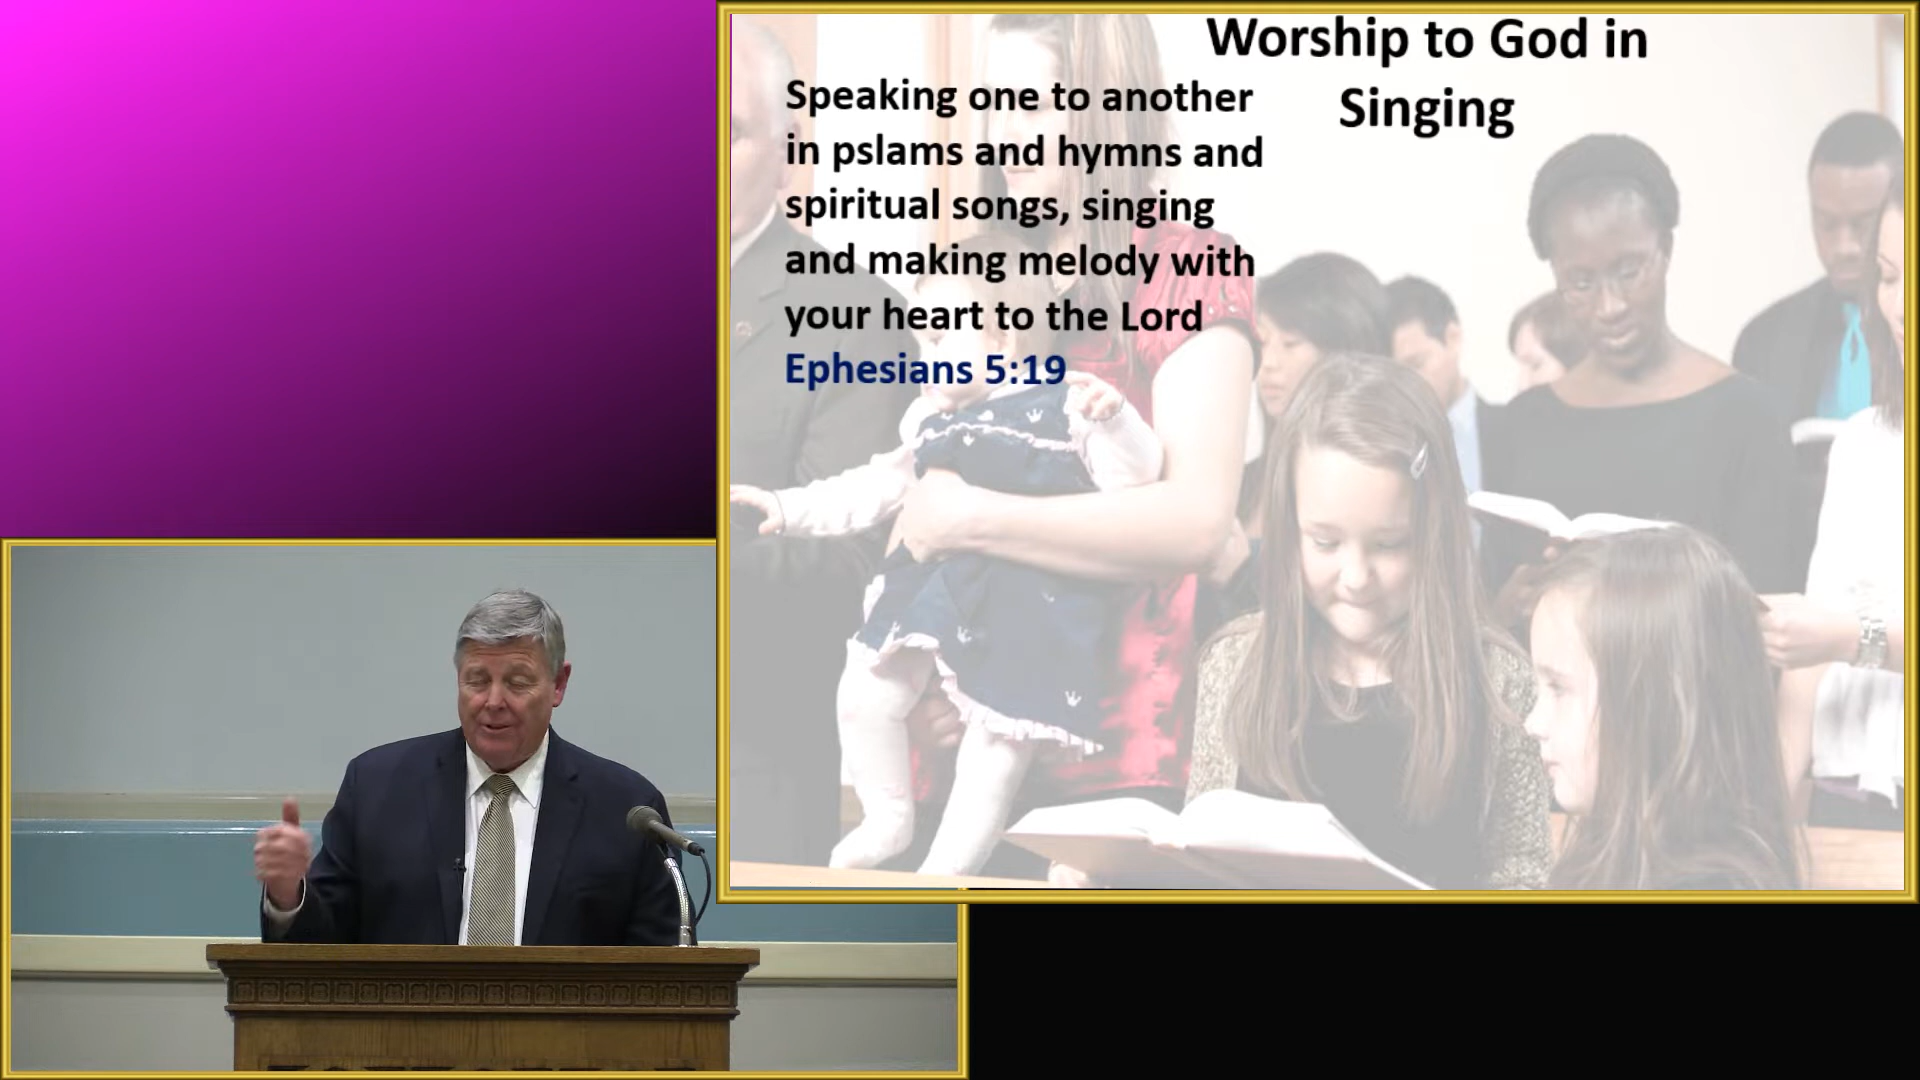 Worship to God in
Singing
Speaking one to another
in pslams and hymns and
spiritual songs, singing
and making melody with
your heart to the Lord
Ephesians 5:19